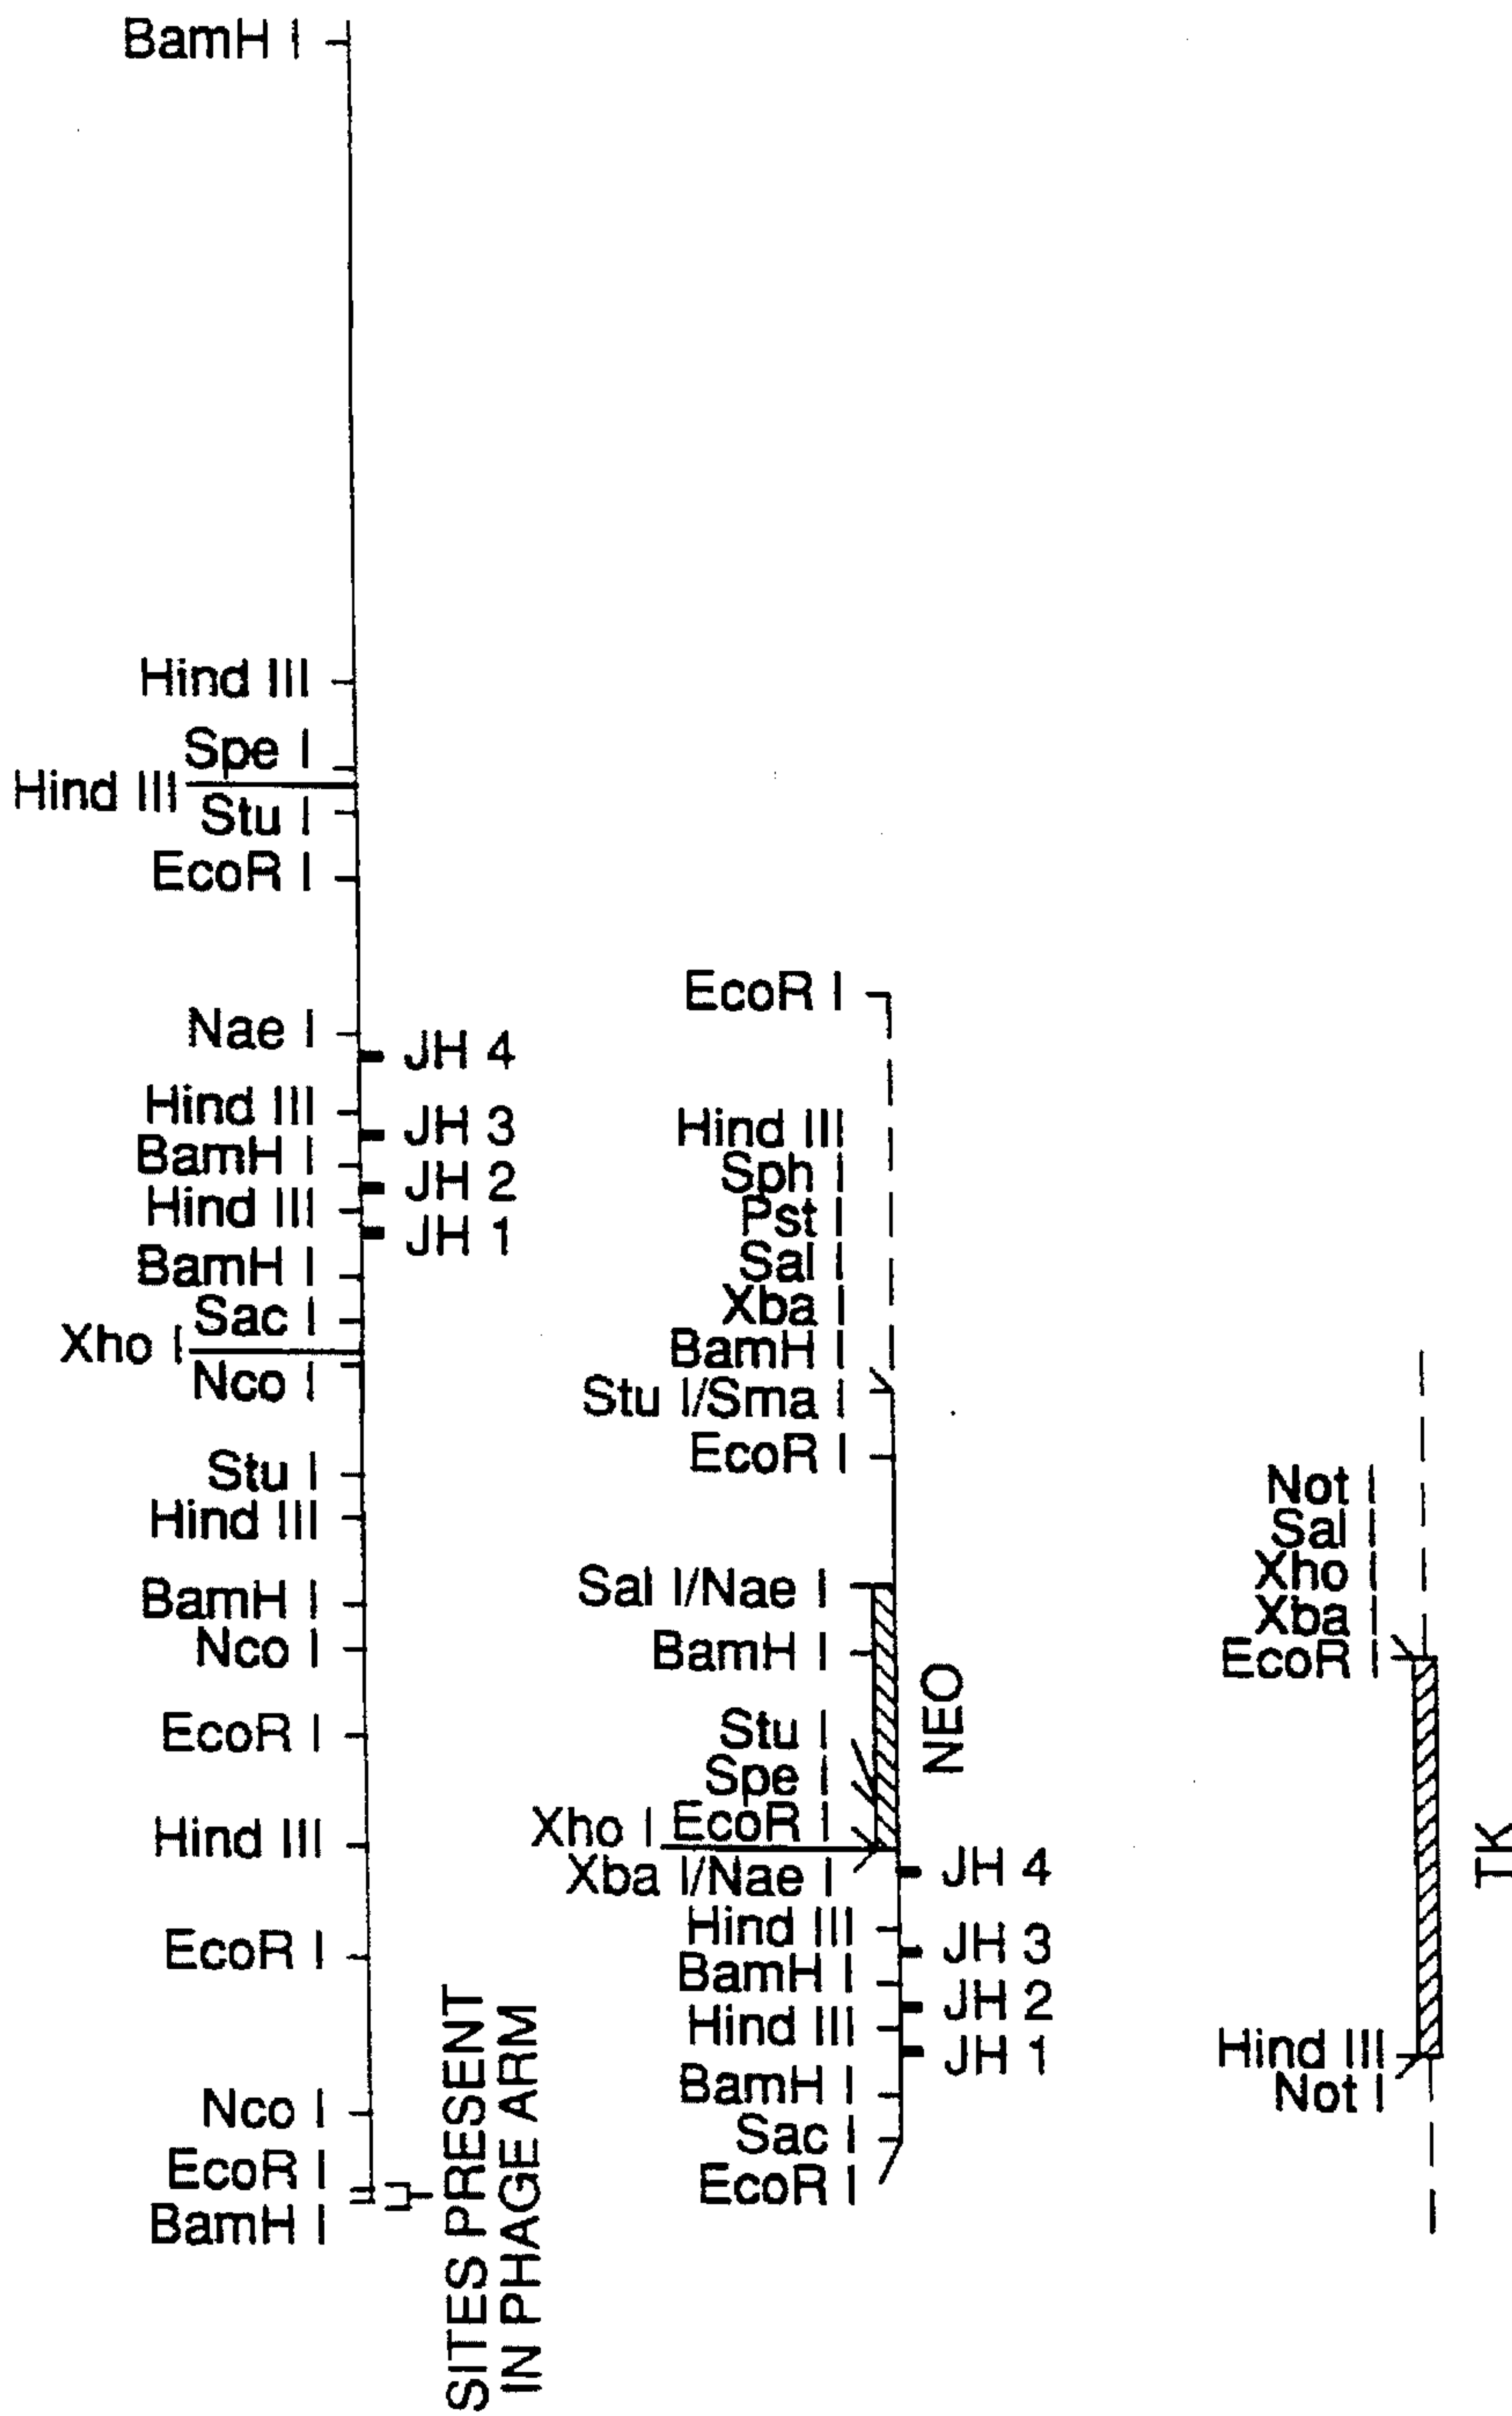 BamH I
Hind III
Spe I
Hind III
Stu I
EcoR I
Nae I
JH 4
Hind III
JH 3
BamH I
JH 2
Hind III
JH 1
BamH I
Sac I
Xho I
Nco I
Stu I
Hind III
BamH I
Nco I
EcoR I
Hind III
EcoR I
Nco I
EcoR I
BamH I
SITES PRESENT
IN PHAGE ARM
EcoR I
Hind III
Sph I
Pst I
Sal I
Xba I
BamH I
Stu I/Sma I
EcoR I
Sal I/Nae I
BamH I
NEO
Stu I
Spe I
EcoR I
Xho I
Xba I/Nae I
JH 4
Hind III
JH 3
BamH I
JH 2
Hind III
JH 1
BamH I
Sac I
EcoR I
Not I
Sal I
Xho I
Xba I
EcoR I
TK
Hind III
Not I